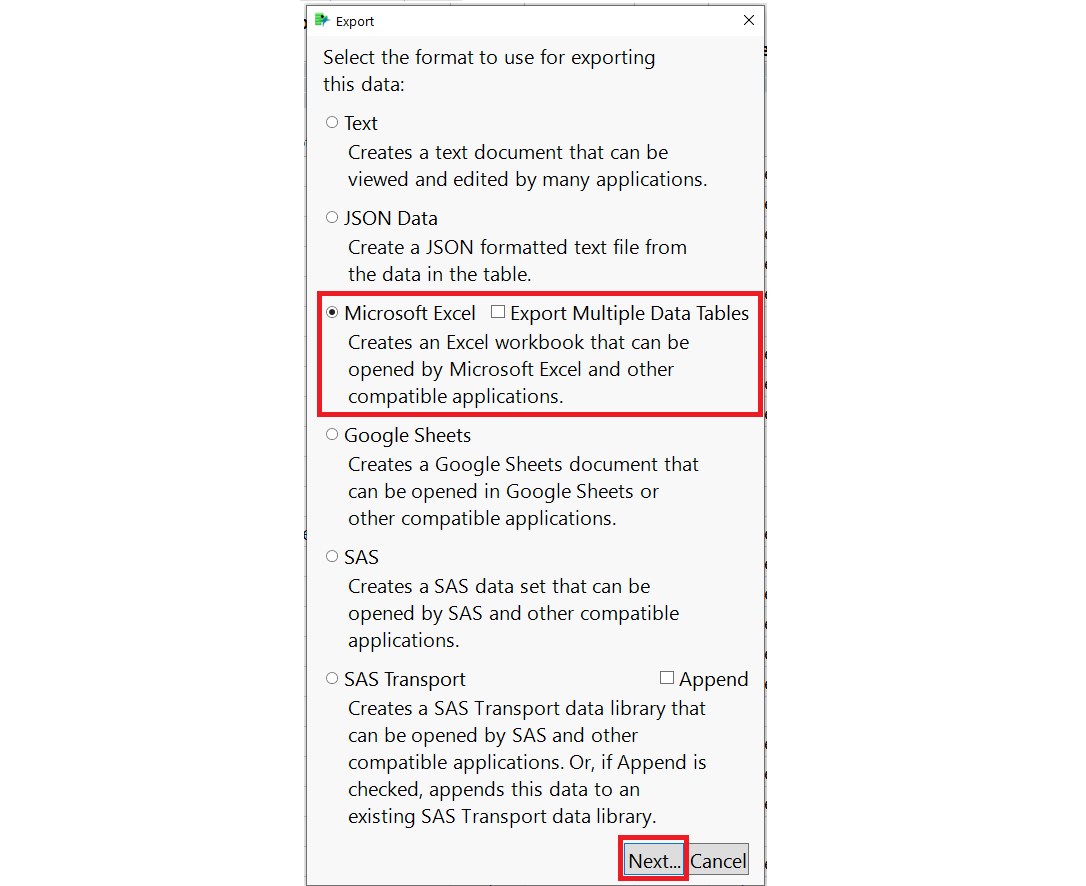 Export
Select the format to use for exporting
this data:
Text
Creates a text document that can be
viewed and edited by many applications.
JSON Data
Create a JSON formatted text file from
the data in the table.
Microsoft Excel Export Multiple Data Tables
Creates an Excel workbook that can be
opened by Microsoft Excel and other
compatible applications.
Google Sheets
Creates a Google Sheets document that
can be opened in Google Sheets or
other compatible applications.
SAS
Creates a SAS data set that can be
opened by SAS and other compatible
applications.
SAS Transport Append
Creates a SAS Transport data library that
can be opened by SAS and other
compatible applications. Or, if Append is
checked, appends this data to an
existing SAS Transport data library.
Next... Cancel